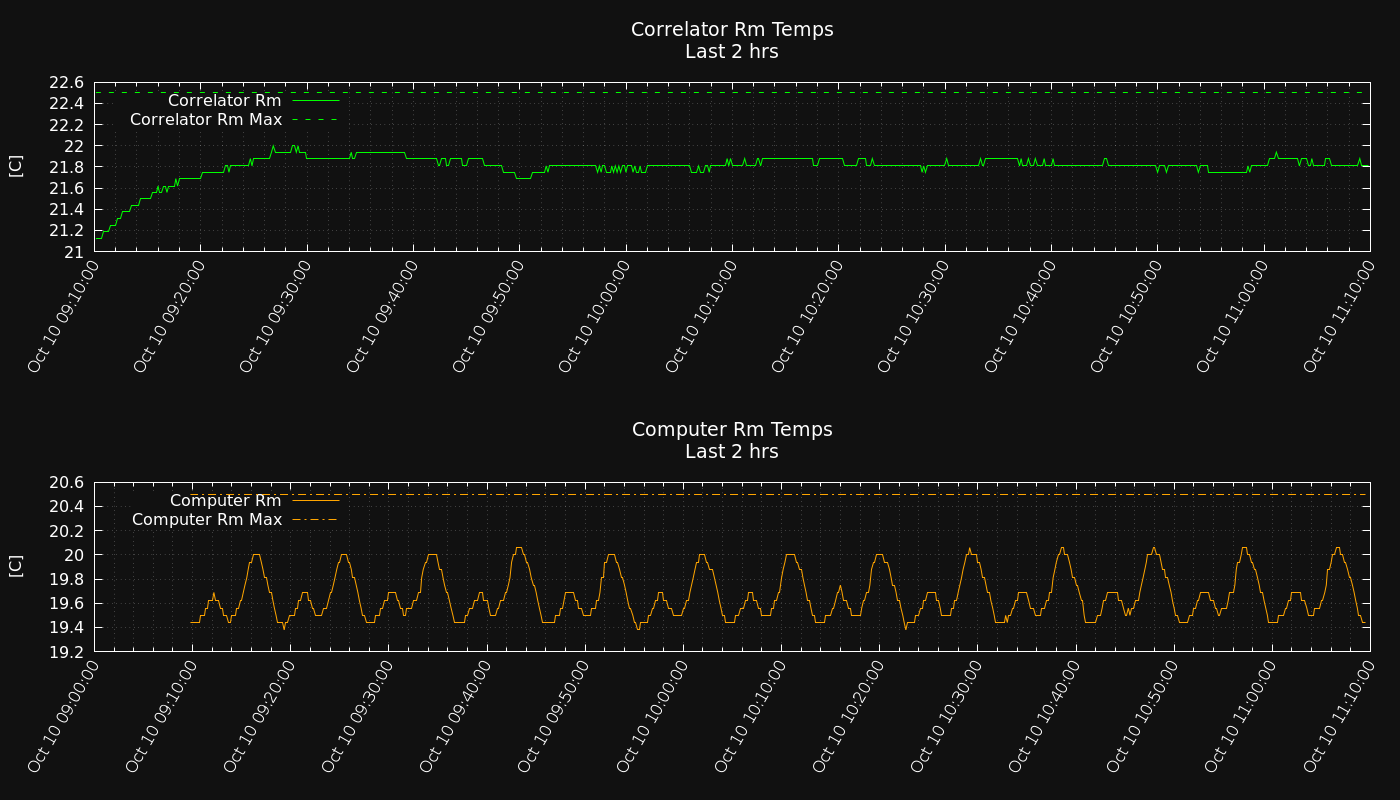 Correlator Rm Temps
Last 2 hrs
22.6
22.4
22.2
22
21.8
21.6
21.4
21.2
21
[C]
Correlator Rm
Correlator Rm Max
Oct 10 09:10:00
Oct 10 09:20:00
Oct 10 09:30:00
Oct 10 09:40:00
Oct 10 09:50:00
Oct 10 10:00:00
Oct 10 10:10:00
Oct 10 10:20:00
Oct 10 10:30:00
Oct 10 10:40:00
Oct 10 10:50:00
Oct 10 11:00:00
Oct 10 11:10:00
Computer Rm Temps
Last 2 hrs
20.6
20.4
20.2
20
19.8
19.6
19.4
19.2
[C]
Computer Rm
Computer Rm Max
Oct 10 09:00:00
Oct 10 09:10:00
Oct 10 09:20:00
Oct 10 09:30:00
Oct 10 09:40:00
Oct 10 09:50:00
Oct 10 10:00:00
Oct 10 10:10:00
Oct 10 10:20:00
Oct 10 10:30:00
Oct 10 10:40:00
Oct 10 10:50:00
Oct 10 11:00:00
Oct 10 11:10:00